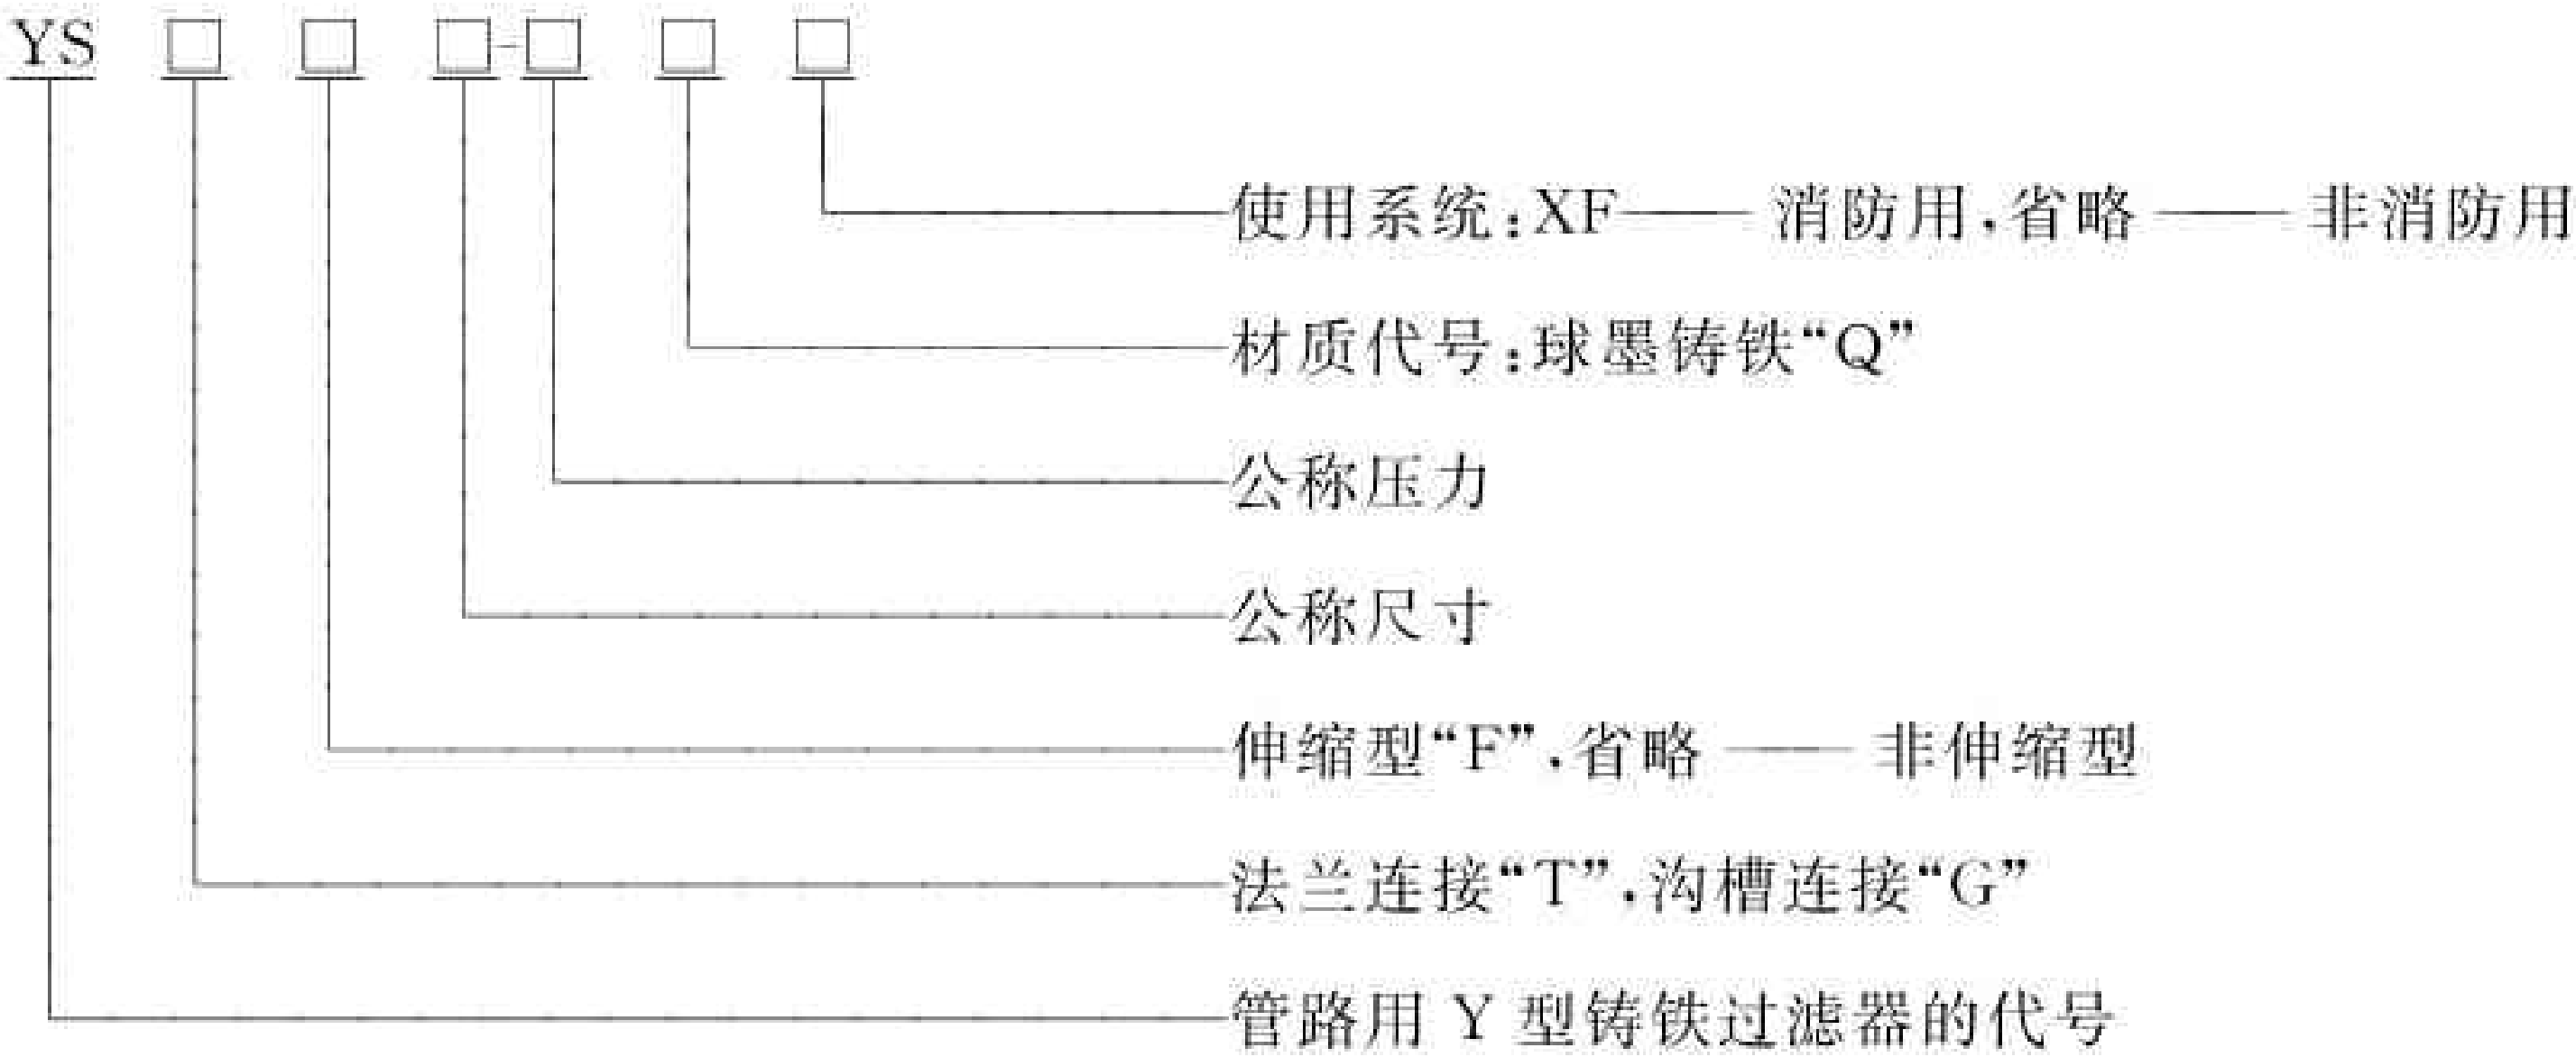 YS □ □ □-□ □ □
使用系统:XF—— 消防用,省略 —— 非消防用
材质代号:球墨铸铁“Q”
公称压力
公称尺寸
伸缩型“F”,省略 —— 非伸缩型
法兰连接“T”,沟槽连接“G”
管路用 Y 型铸铁过滤器的代号